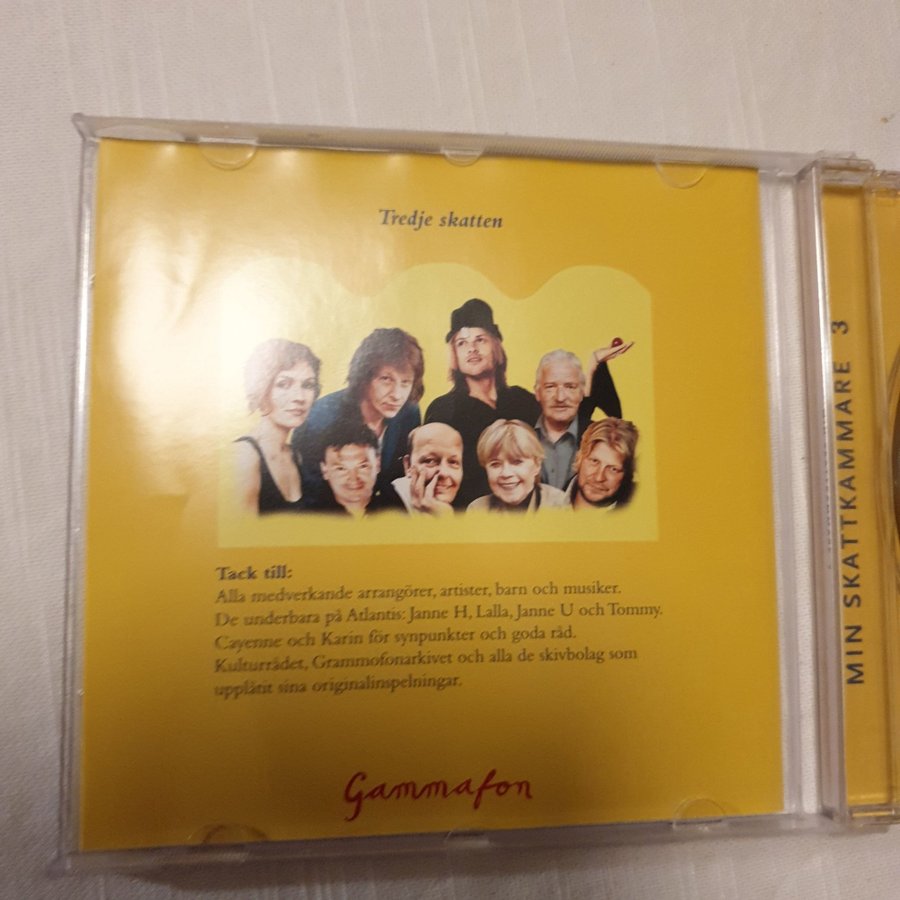 Tredje skatten
Tack till:
Alla medverkande arrangörer, artister, barn och musiker.
De underbara på Atlantis: Janne H, Lalla, Janne U och Tommy.
Cayenne och Karin för synpunkter och goda råd.
Kulturrådet, Grammofonarkivet och alla de skivbolag som
upplåtit sina originalinspelningar.
Gammafon
MIN SKATTKAMMARE 3